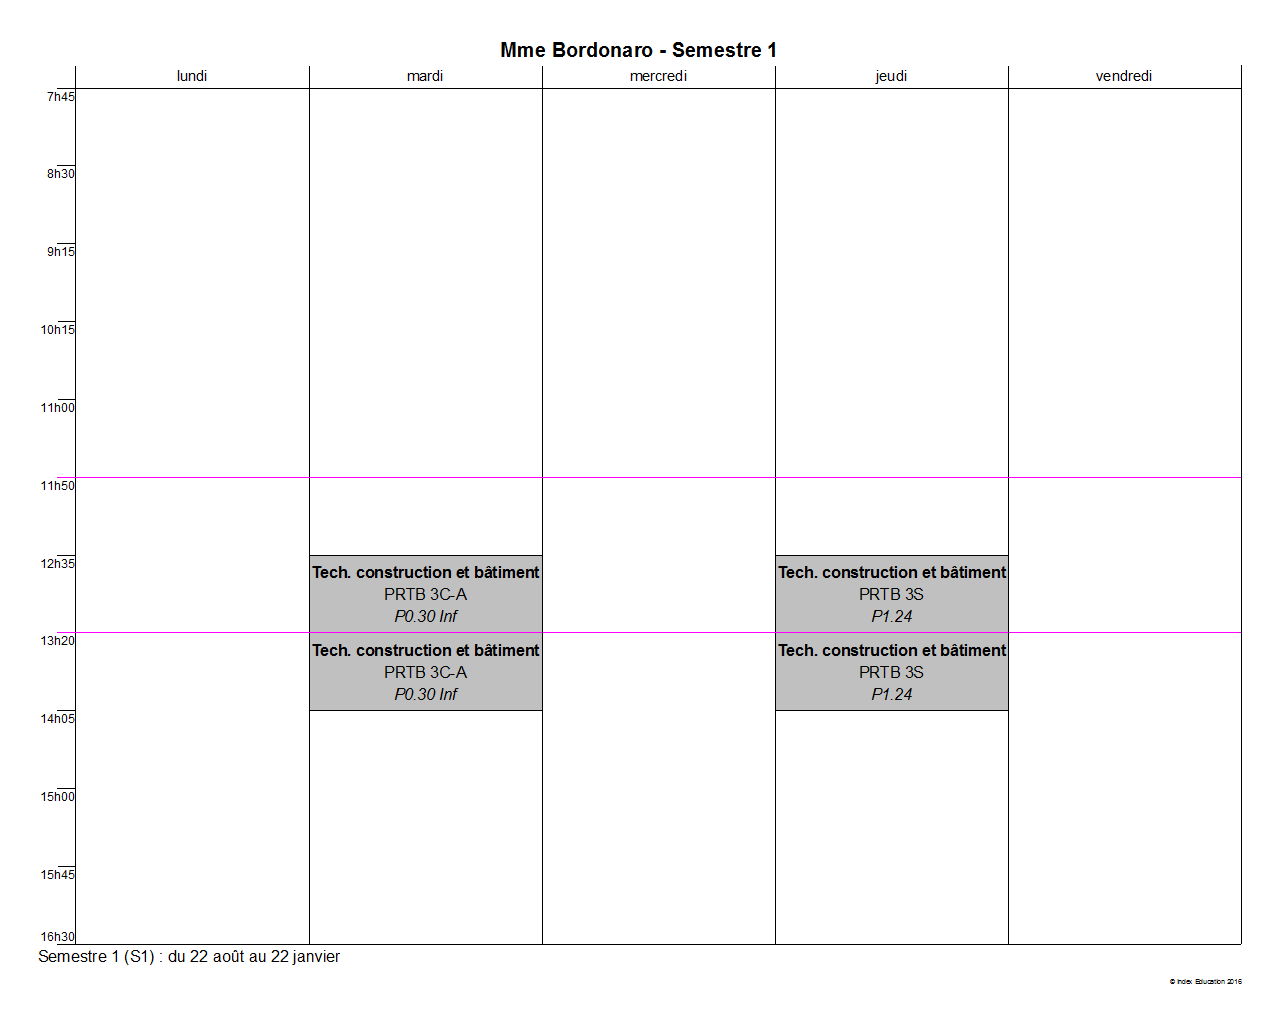 Mme Bordonaro - Semestre 1
lundi mardi mercredi jeudi vendredi
7h45
8h30
9h15
10h15
11h00
11h50
12h35
Tech. construction et bâtiment Tech. construction et bâtiment
PRTB 3C-A PRTB 3S
P0.30 Inf P1.24
13h20
Tech. construction et bâtiment Tech. construction et bâtiment
PRTB 3C-A PRTB 3S
P0.30 Inf P1.24
14h05
15h00
15h45
16h30
Semestre 1 (S1) : du 22 août au 22 janvier
© Index Education 2016